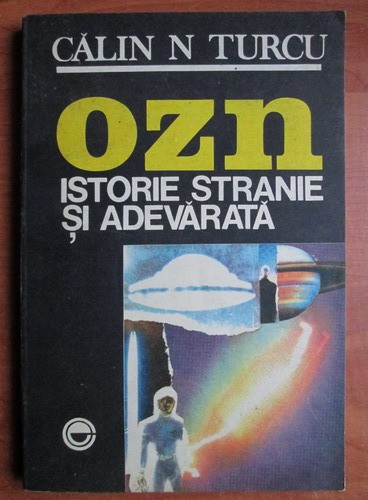 CĂLIN N TURCU
ozn
ISTORIE STRANIE
ȘI ADEVĂRATĂ